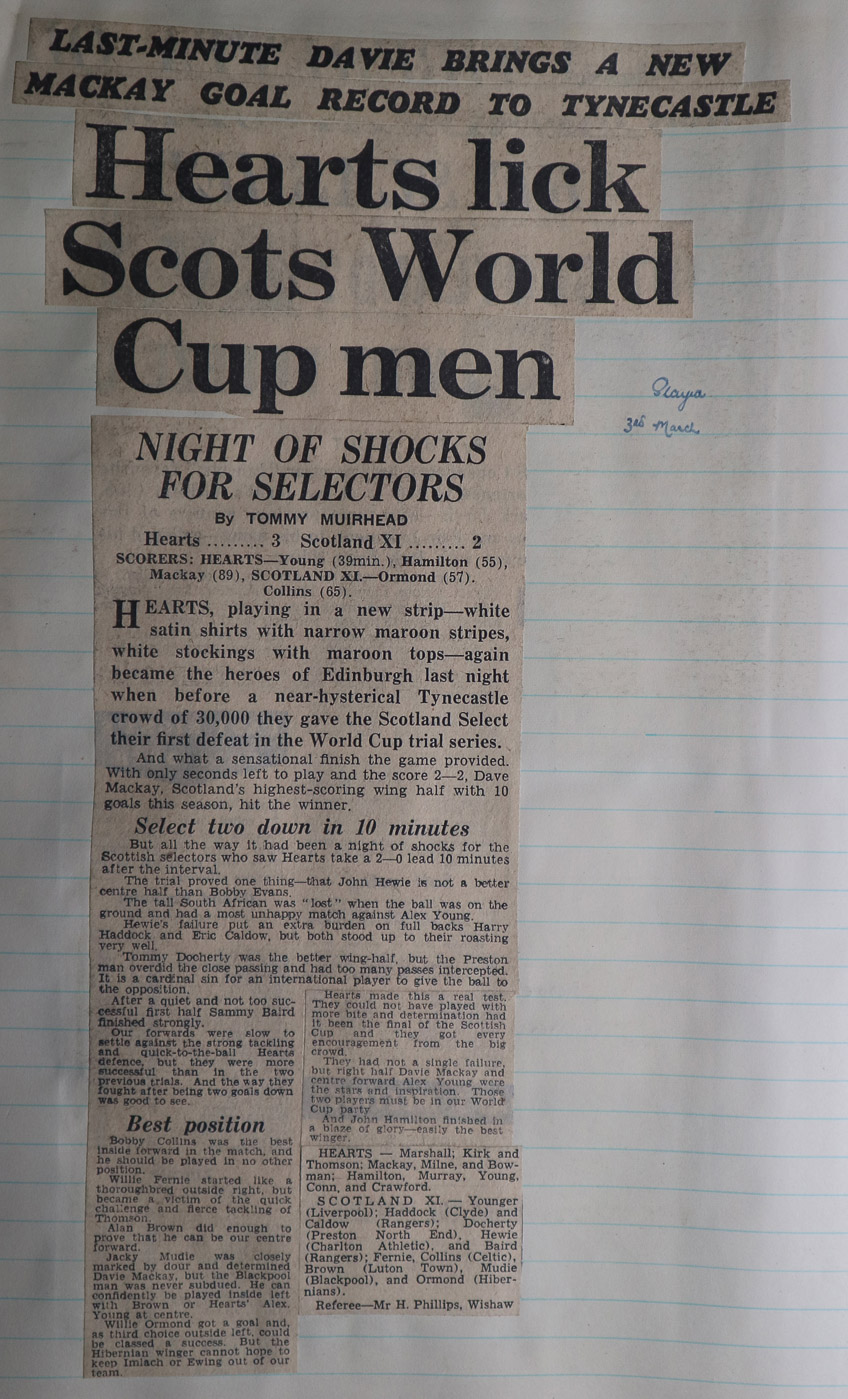 LAST-MINUTE DAVIE BRINGS A NEW
MACKAY GOAL RECORD TO TYNECASTLE
Hearts lick
Scots World
Cup men
Played
3rd March
NIGHT OF SHOCKS
FOR SELECTORS
By TOMMY MUIRHEAD
Hearts ......... 3 Scotland XI ......... 2
SCORERS: HEARTS—Young (39min.), Hamilton (55),
Mackay (89), SCOTLAND XI.—Ormond (57).
Collins (65).
HEARTS, playing in a new strip—white
satin shirts with narrow maroon stripes,
white stockings with maroon tops—again
became the heroes of Edinburgh last night
when before a near-hysterical Tynecastle
crowd of 30,000 they gave the Scotland Select
their first defeat in the World Cup trial series.
And what a sensational finish the game provided.
With only seconds left to play and the score 2—2, Dave
Mackay, Scotland's highest-scoring wing half with 10
goals this season, hit the winner.
Select two down in 10 minutes
But all the way it had been a night of shocks for the
Scottish selectors who saw Hearts take a 2—0 lead 10 minutes
after the interval.
The trial proved one thing—that John Hewie is not a better
centre half than Bobby Evans.
The tall South African was "lost" when the ball was on the
ground and had a most unhappy match against Alex Young.
Hewie's failure put an extra burden on full backs Harry
Haddock and Eric Caldow, but both stood up to their roasting
very well.
Tommy Docherty was the better wing-half, but the Preston
man overdid the close passing and had too many passes intercepted.
It is a cardinal sin for an international player to give the ball to
the opposition.
After a quiet and not too suc-
cessful first half Sammy Baird
finished strongly.
Our forwards were slow to
settle against the strong tackling
and quick-to-the-ball Hearts
defence, but they were more
successful than in the two
previous trials. And the way they
fought after being two goals down
was good to see.
Best position
Bobby Collins was the best
inside forward in the match, and
he should be played in no other
position.
Willie Fernie started like a
thoroughbred outside right, but
became a victim of the quick
challenge and fierce tackling of
Thomson.
Alan Brown did enough to
prove that he can be our centre
forward.
Jacky Mudie was closely
marked by dour and determined
Davie Mackay, but the Blackpool
man was never subdued. He can
confidently be played inside left
with Brown or Hearts' Alex.
Young at centre.
Willie Ormond got a goal and,
as third choice outside left, could
be classed a success. But the
Hibernian winger cannot hope to
keep Imlach or Ewing out of our
team.
Hearts made this a real test.
They could not have played with
more bite and determination had
it been the final of the Scottish
Cup and they got every
encouragement from the big
crowd.
They had not a single failure,
but right half Davie Mackay and
centre forward Alex Young were
the stars and inspiration. Those
two players must be in our World
Cup party
And John Hamilton finished in
a blaze of glory—easily the best
winger.
HEARTS — Marshall; Kirk and
Thomson; Mackay, Milne, and Bow-
man; Hamilton, Murray, Young,
Conn, and Crawford.
SCOTLAND XI. — Younger
(Liverpool); Haddock (Clyde) and
Caldow (Rangers); Docherty
(Preston North End), Hewie
(Charlton Athletic), and Baird
(Rangers); Fernie, Collins (Celtic),
Brown (Luton Town), Mudie
(Blackpool), and Ormond (Hiber-
nians).
Referee—Mr H. Phillips, Wishaw